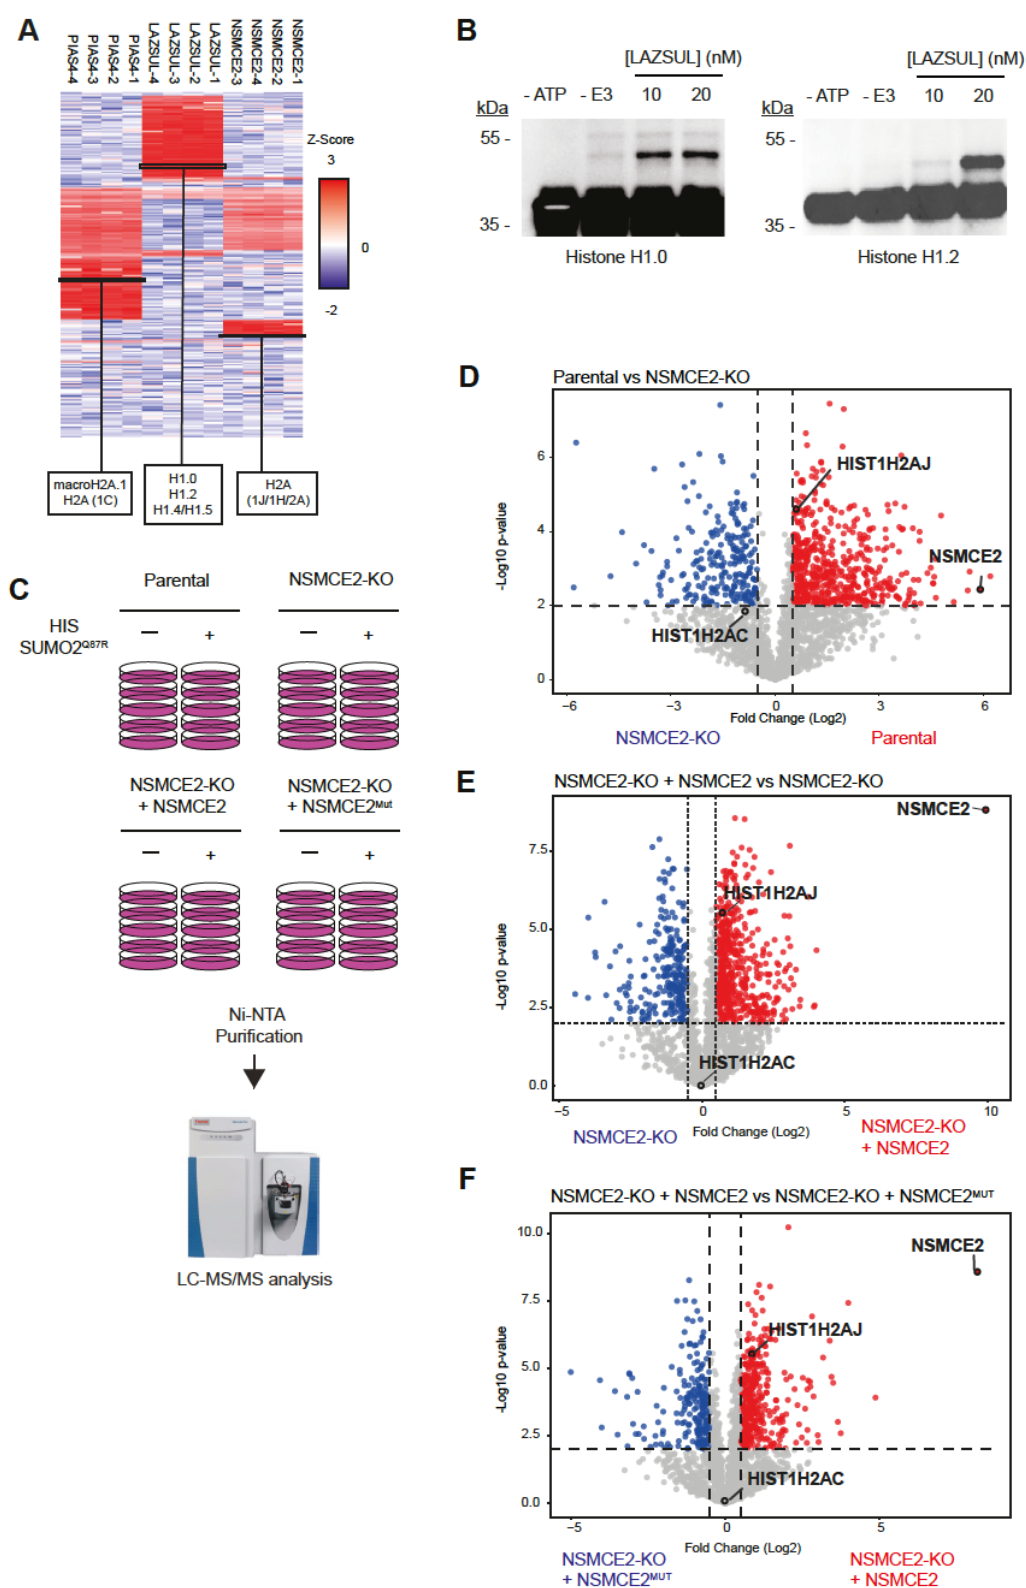 A
PIAS4-4
PIAS4-3
PIAS4-2
PIAS4-1
LAZSUL-4
LAZSUL-3
LAZSUL-2
LAZSUL-1
NSMCE2-3
NSMCE2-4
NSMCE2-2
NSMCE2-1
Z-Score
3
0
-2
macroH2A.1
H2A (1C)
H1.0
H1.2
H1.4/H1.5
H2A
(1J/1H/2A)
B
[LAZSUL] (nM)
- ATP - E3 10 20
kDa
55 -
35 -
Histone H1.0
[LAZSUL] (nM)
- ATP - E3 10 20
kDa
55 -
35 -
Histone H1.2
C
Parental NSMCE2-KO
HIS
SUMO2Q87R
— + — +
NSMCE2-KO
+ NSMCE2
NSMCE2-KO
+ NSMCE2Mut
— + — +
Ni-NTA
Purification
LC-MS/MS analysis
D
Parental vs NSMCE2-KO
-Log10 p-value
6
4
2
0
HIST1H2AJ
NSMCE2
HIST1H2AC
−6 −3 0 3 6
Fold Change (Log2)
NSMCE2-KO Parental
E
NSMCE2-KO + NSMCE2 vs NSMCE2-KO
-Log10 p-value
7.5
5.0
2.5
0.0
NSMCE2
HIST1H2AJ
HIST1H2AC
−5 0 5 10
Fold Change (Log2)
NSMCE2-KO
NSMCE2-KO
+ NSMCE2
F
NSMCE2-KO + NSMCE2 vs NSMCE2-KO + NSMCE2MUT
-Log10 p-value
10.0
7.5
5.0
2.5
0.0
NSMCE2
HIST1H2AJ
HIST1H2AC
−5 0 5
Fold Change (Log2)
NSMCE2-KO
+ NSMCE2MUT
NSMCE2-KO
+ NSMCE2